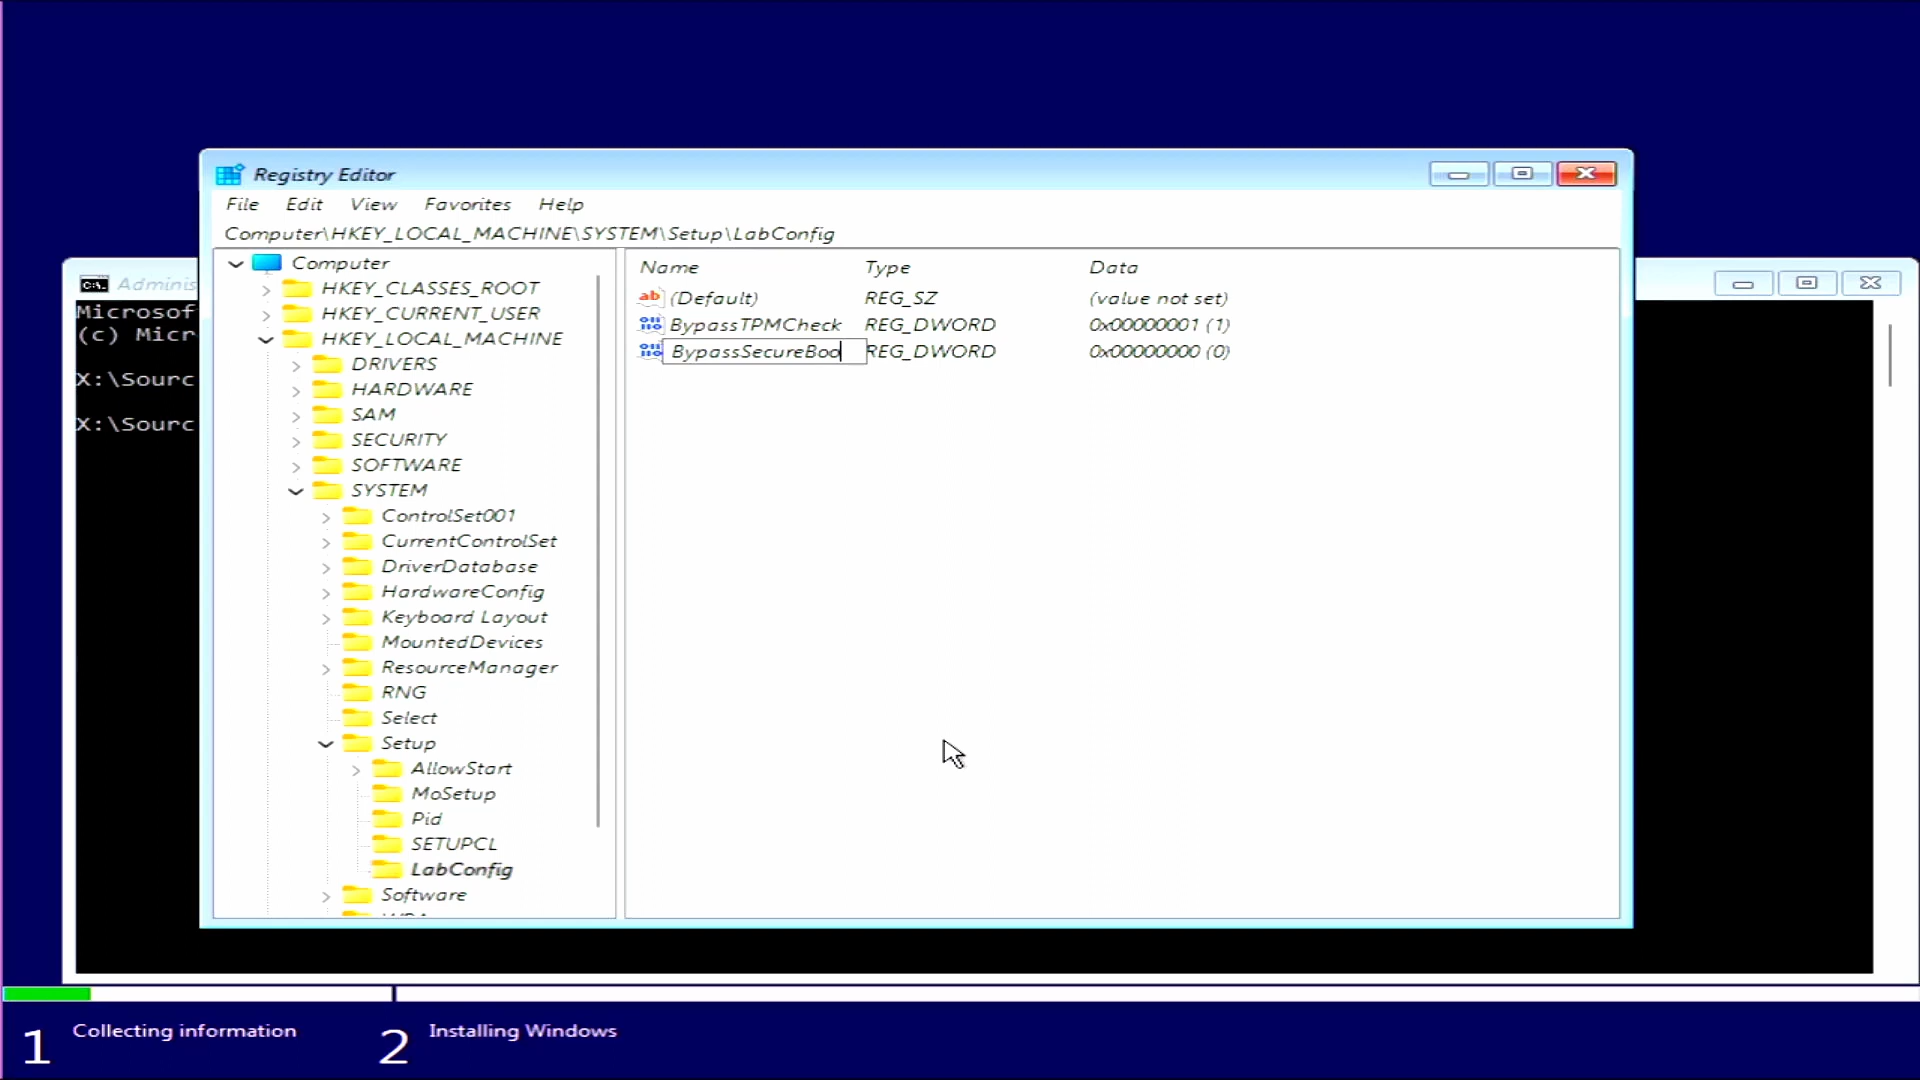 Registry Editor
File Edit View Favorites Help
Computer\HKEY_LOCAL_MACHINE\SYSTEM\Setup\LabConfig
Adminis
Microsof
(c) Micr
X:\Sourc
X:\Sourc
Computer
HKEY_CLASSES_ROOT
HKEY_CURRENT_USER
HKEY_LOCAL_MACHINE
DRIVERS
HARDWARE
SAM
SECURITY
SOFTWARE
SYSTEM
ControlSet001
CurrentControlSet
DriverDatabase
HardwareConfig
Keyboard Layout
MountedDevices
ResourceManager
RNG
Select
Setup
AllowStart
MoSetup
Pid
SETUPCL
LabConfig
Software
Name Type Data
(Default) REG_SZ (value not set)
BypassTPMCheck REG_DWORD 0x00000001 (1)
BypassSecureBoo REG_DWORD 0x00000000 (0)
1 Collecting information 2 Installing Windows